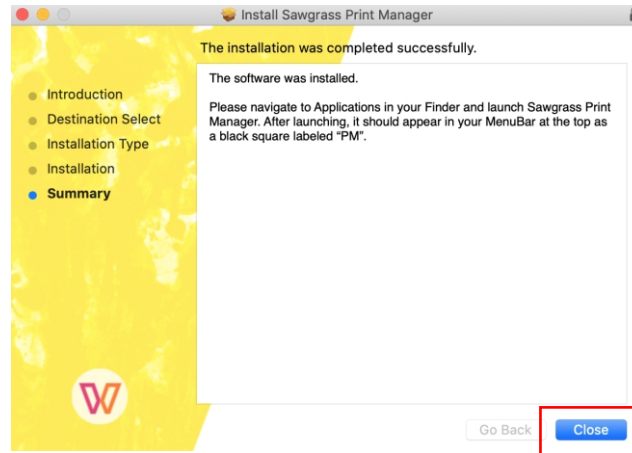 Install Sawgrass Print Manager
The installation was completed successfully.
Introduction
Destination Select
Installation Type
Installation
Summary
The software was installed.
Please navigate to Applications in your Finder and launch Sawgrass Print
Manager. After launching, it should appear in your MenuBar at the top as
a black square labeled “PM”.
Go Back
Close